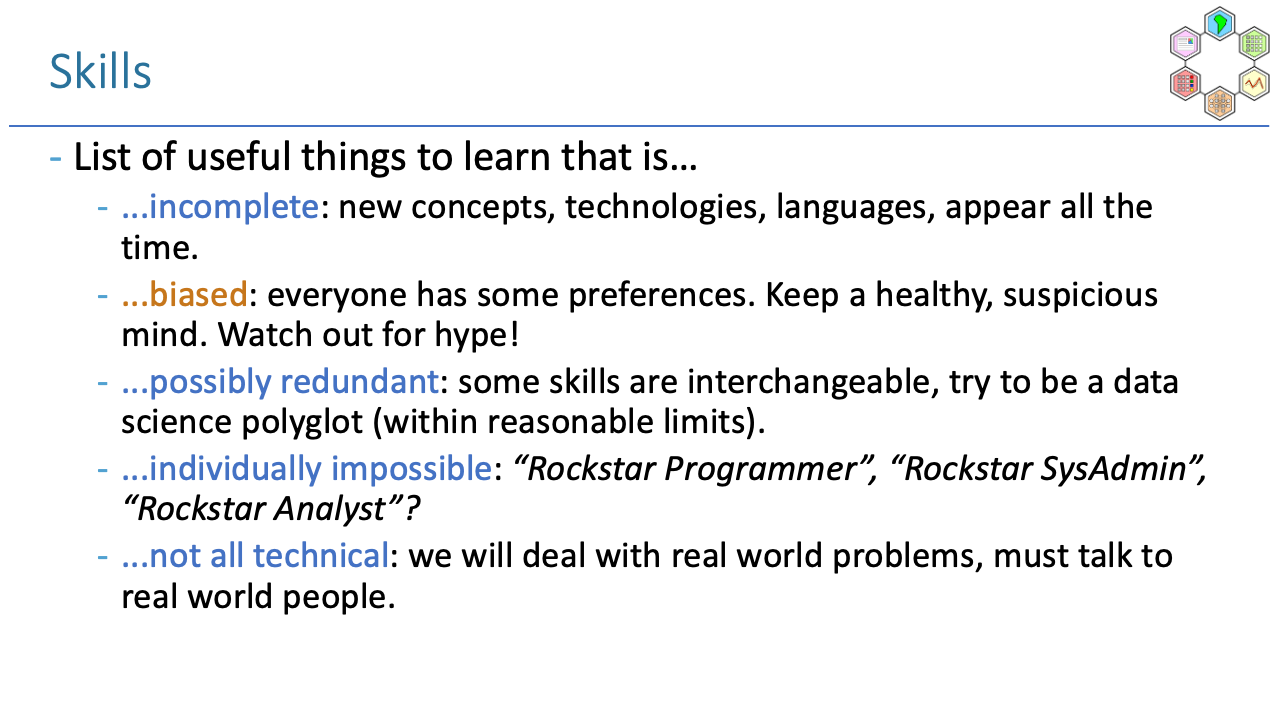 Skills
- List of useful things to learn that is…
- ...incomplete: new concepts, technologies, languages, appear all the
time.
- ...biased: everyone has some preferences. Keep a healthy, suspicious
mind. Watch out for hype!
- ...possibly redundant: some skills are interchangeable, try to be a data
science polyglot (within reasonable limits).
- ...individually impossible: “Rockstar Programmer”, “Rockstar SysAdmin”,
“Rockstar Analyst”?
- ...not all technical: we will deal with real world problems, must talk to
real world people.